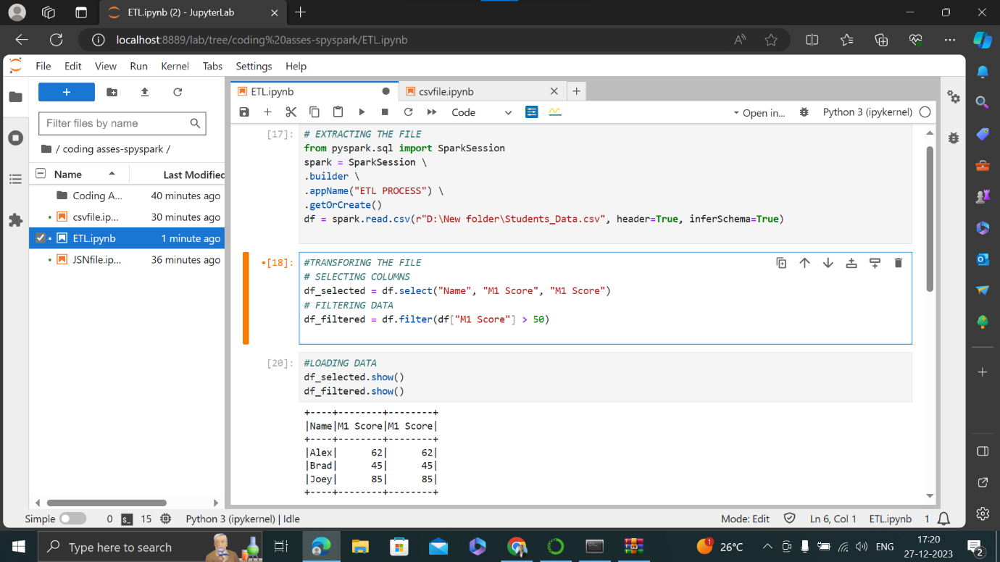 ETL.ipynb (2) - JupyterLab
localhost:8889/lab/tree/coding%20asses-spyspark/ETL.ipynb
File Edit View Run Kernel Tabs Settings Help
ETL.ipynb
csvfile.ipynb
Code
Open in...
Python 3 (ipykernel)
Filter files by name
/ coding asses-spyspark /
Name Last Modified
Coding A... 40 minutes ago
csvfile.ip... 30 minutes ago
ETL.ipynb 1 minute ago
JSNfile.ip... 36 minutes ago
[17]: # EXTRACTING THE FILE
from pyspark.sql import SparkSession
spark = SparkSession \
.builder \
.appName("ETL PROCESS") \
.getOrCreate()
df = spark.read.csv(r"D:\New folder\Students_Data.csv", header=True, inferSchema=True)
[18]: #TRANSFORING THE FILE
# SELECTING COLUMNS
df_selected = df.select("Name", "M1 Score", "M1 Score")
# FILTERING DATA
df_filtered = df.filter(df["M1 Score"] > 50)
[20]: #LOADING DATA
df_selected.show()
df_filtered.show()
+----+--------+--------+
|Name|M1 Score|M1 Score|
+----+--------+--------+
|Alex|      62|      62|
|Brad|      45|      45|
|Joey|      85|      85|
+----+--------+--------+
Simple 0 15 Python 3 (ipykernel) | Idle Mode: Edit Ln 6, Col 1 ETL.ipynb 1
Type here to search 1 26°C ENG 17:20
27-12-2023 2